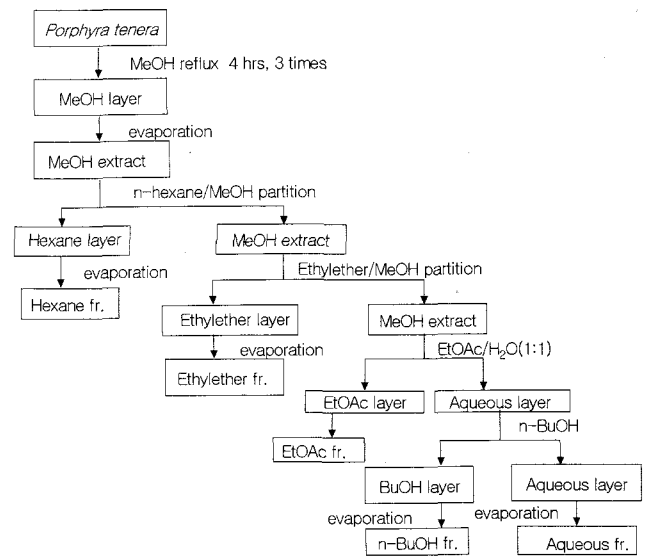 Porphyra tenera
MeOH reflux 4 hrs, 3 times
MeOH layer
evaporation
MeOH extract
n-hexane/MeOH partition
Hexane layer
MeOH extract
evaporation
Ethylether/MeOH partition
Hexane fr.
Ethylether layer
MeOH extract
evaporation
EtOAc/H₂O(1:1)
Ethylether fr.
EtOAc layer
Aqueous layer
n-BuOH
EtOAc fr.
BuOH layer
Aqueous layer
evaporation
evaporation
n-BuOH fr.
Aqueous fr.